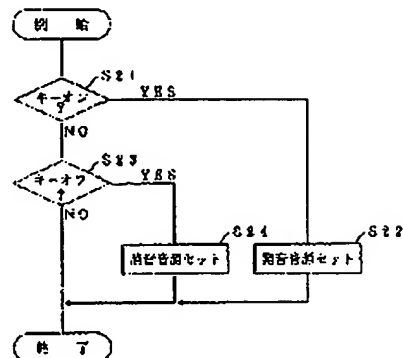 開 始
S21
キーオン
?
YES
NO
S23
キーオフ
?
YES
NO
S24
消音音源セット
S22
発音音源セット
終 了